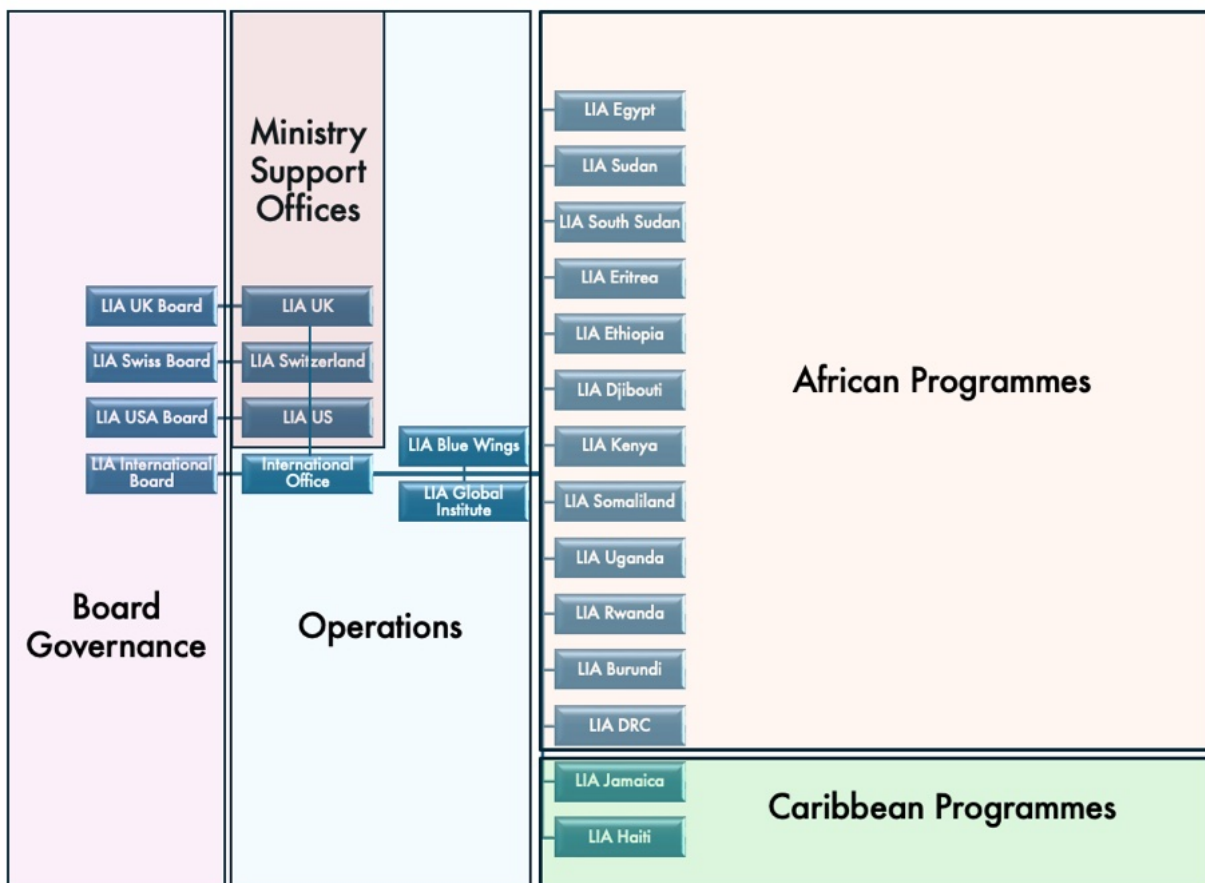 Ministry
Support
Offices
LIA UK Board
LIA Swiss Board
LIA USA Board
LIA International
Board
LIA UK
LIA Switzerland
LIA US
International
Office
LIA Blue Wings
LIA Global
Institute
Board
Governance
Operations
LIA Egypt
LIA Sudan
LIA South Sudan
LIA Eritrea
LIA Ethiopia
LIA Djibouti
LIA Kenya
LIA Somaliland
LIA Uganda
LIA Rwanda
LIA Burundi
LIA DRC
African Programmes
LIA Jamaica
LIA Haiti
Caribbean Programmes